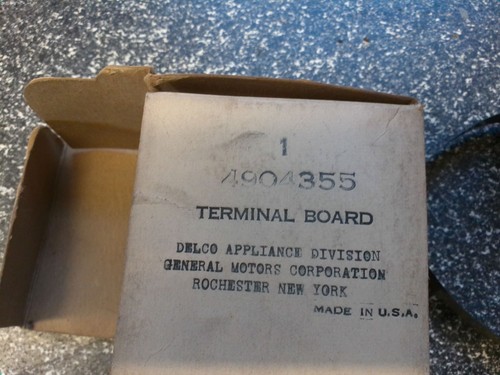 1
4904355
TERMINAL BOARD
DELCO APPLIANCE DIVISION
GENERAL MOTORS CORPORATION
ROCHESTER NEW YORK
MADE IN U.S.A.